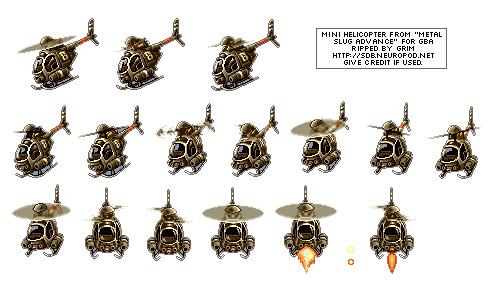 MINI HELICOPTER FROM "METAL
SLUG ADVANCE" FOR GBA
RIPPED BY GRIM
HTTP://SDB.NEUROPOD.NET
GIVE CREDIT IF USED.